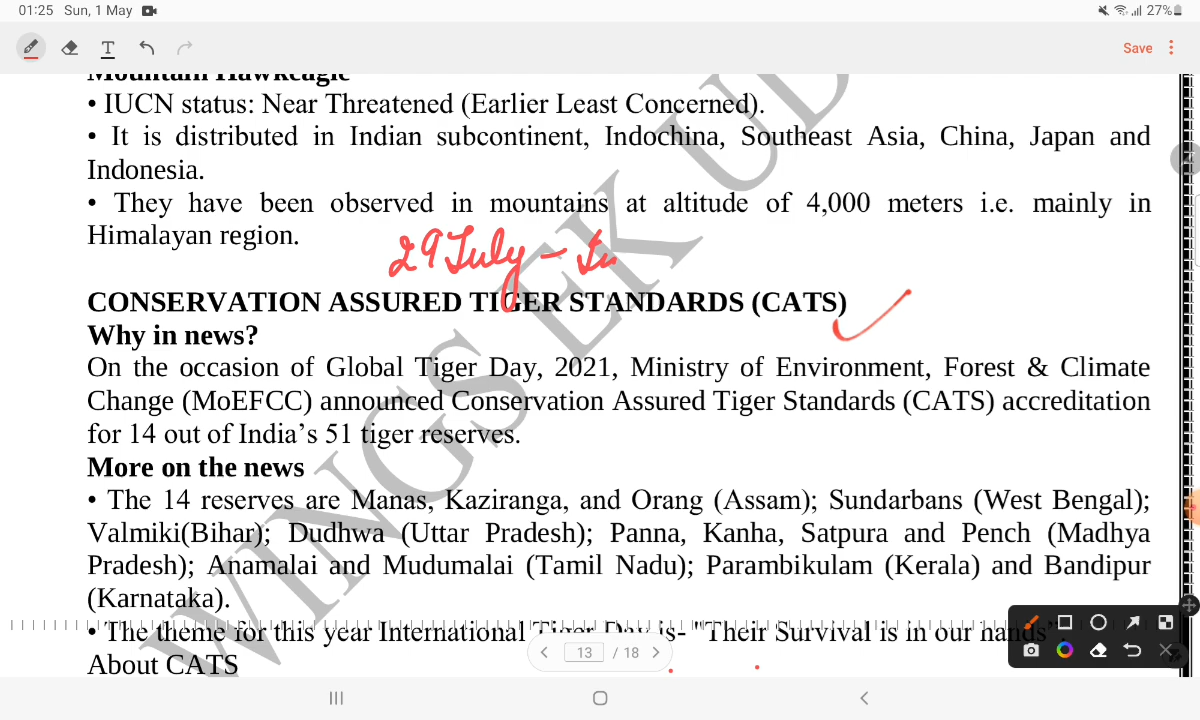 01:25 Sun, 1 May 27%
T Save
Mountain Hawkeagle
• IUCN status: Near Threatened (Earlier Least Concerned).
• It is distributed in Indian subcontinent, Indochina, Southeast Asia, China, Japan and
Indonesia.
• They have been observed in mountains at altitude of 4,000 meters i.e. mainly in
Himalayan region.
29 July -
CONSERVATION ASSURED TIGER STANDARDS (CATS)
Why in news?
On the occasion of Global Tiger Day, 2021, Ministry of Environment, Forest & Climate
Change (MoEFCC) announced Conservation Assured Tiger Standards (CATS) accreditation
for 14 out of India's 51 tiger reserves.
More on the news
• The 14 reserves are Manas, Kaziranga, and Orang (Assam); Sundarbans (West Bengal);
Valmiki(Bihar); Dudhwa (Uttar Pradesh); Panna, Kanha, Satpura and Pench (Madhya
Pradesh); Anamalai and Mudumalai (Tamil Nadu); Parambikulam (Kerala) and Bandipur
(Karnataka).
• The theme for this year International Tiger Day is- "Their Survival is in our hands".
About CATS
13 / 18
WINGS EK UD